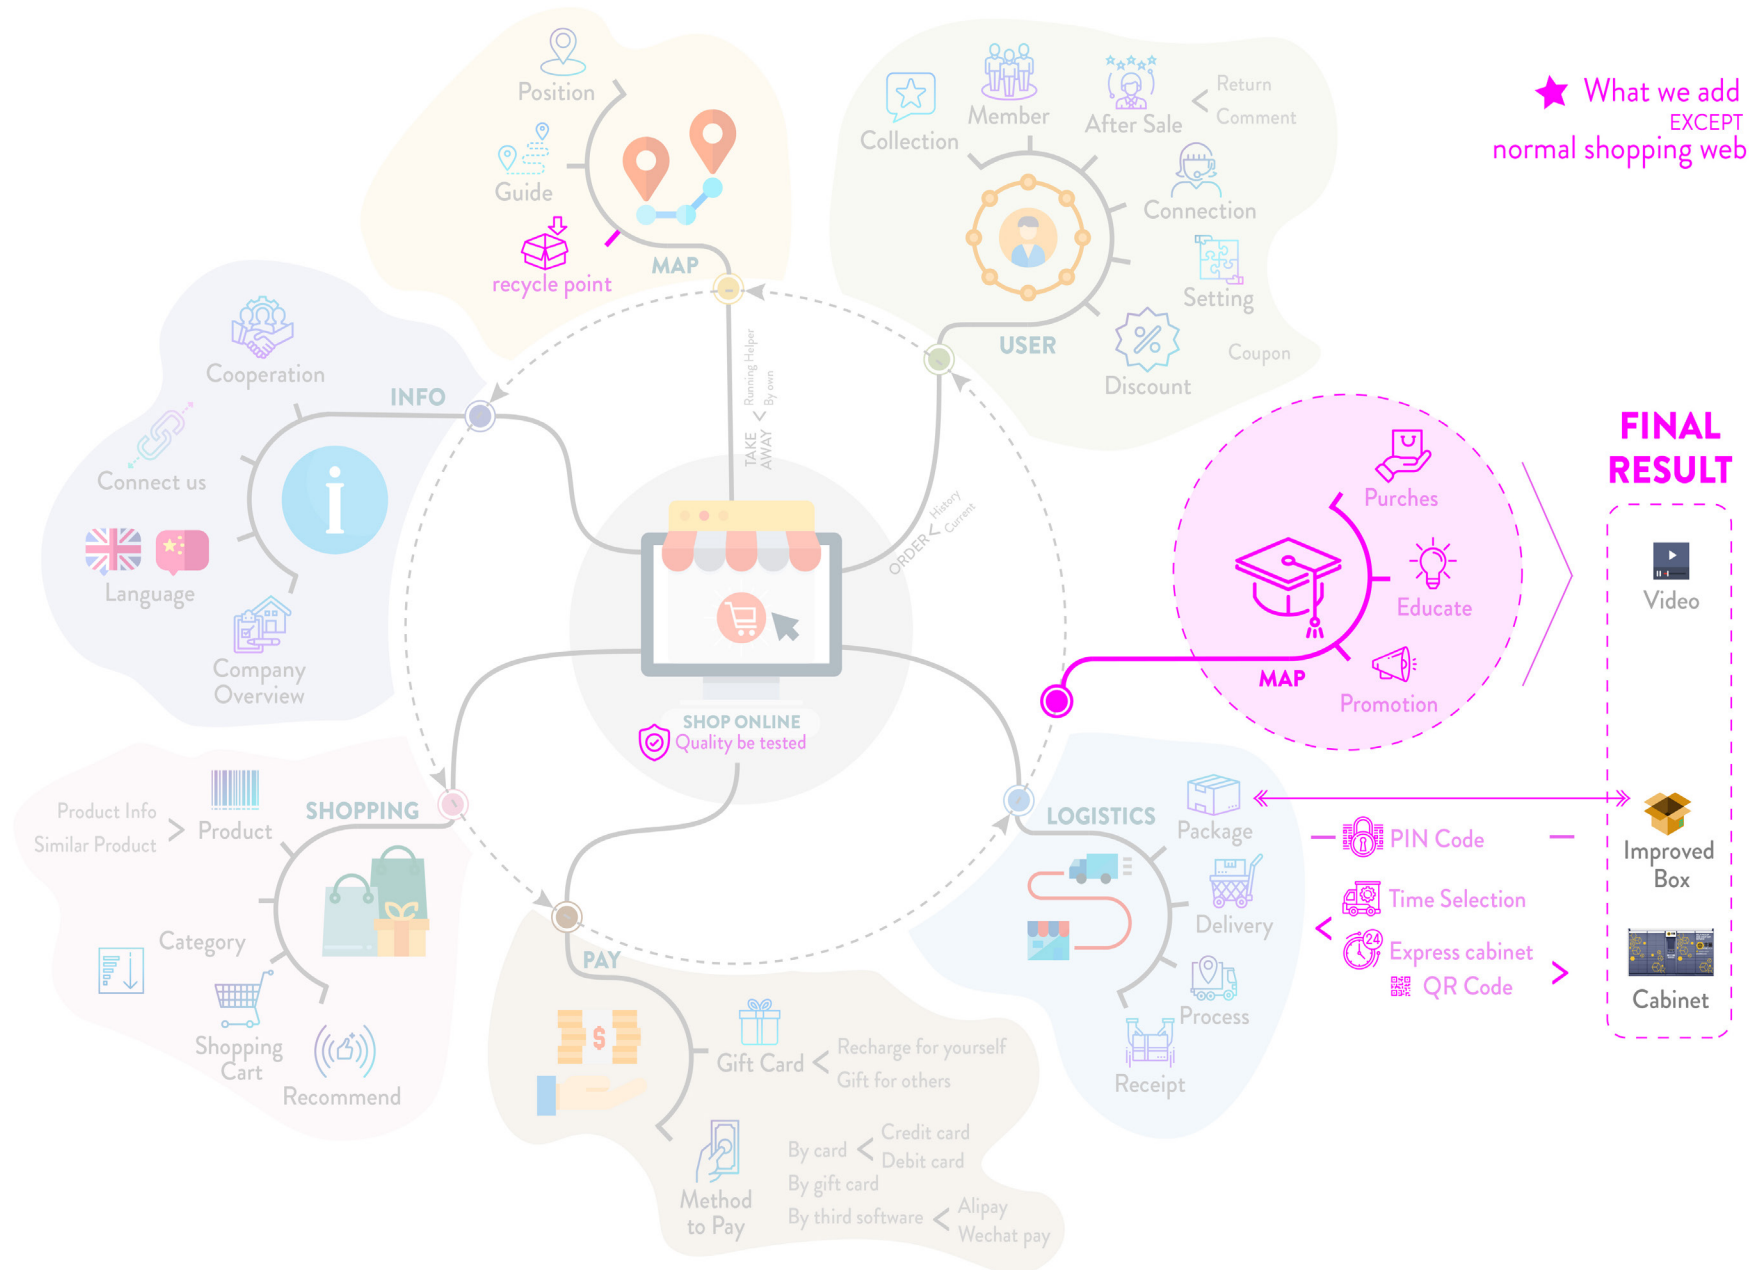 What we add
EXCEPT
normal shopping web
Position
Guide
recycle point
MAP
Collection
Member
After Sale
Return
Comment
Connection
Setting
Discount
Coupon
USER
Cooperation
Connect us
Language
Company
Overview
INFO
i
TAKE
AWAY
Running Helper
By own
ORDER
History
Current
SHOP ONLINE
Quality be tested
Purches
Educate
Promotion
MAP
FINAL
RESULT
Video
Improved
Box
Cabinet
Product Info
Similar Product
Product
SHOPPING
Category
Shopping
Cart
Recommend
PAY
$
Gift Card
Recharge for yourself
Gift for others
Method
to Pay
By card
Credit card
Debit card
By gift card
By third software
Alipay
Wechat pay
LOGISTICS
Package
Delivery
Process
Receipt
PIN Code
Time Selection
24
Express cabinet
QR Code